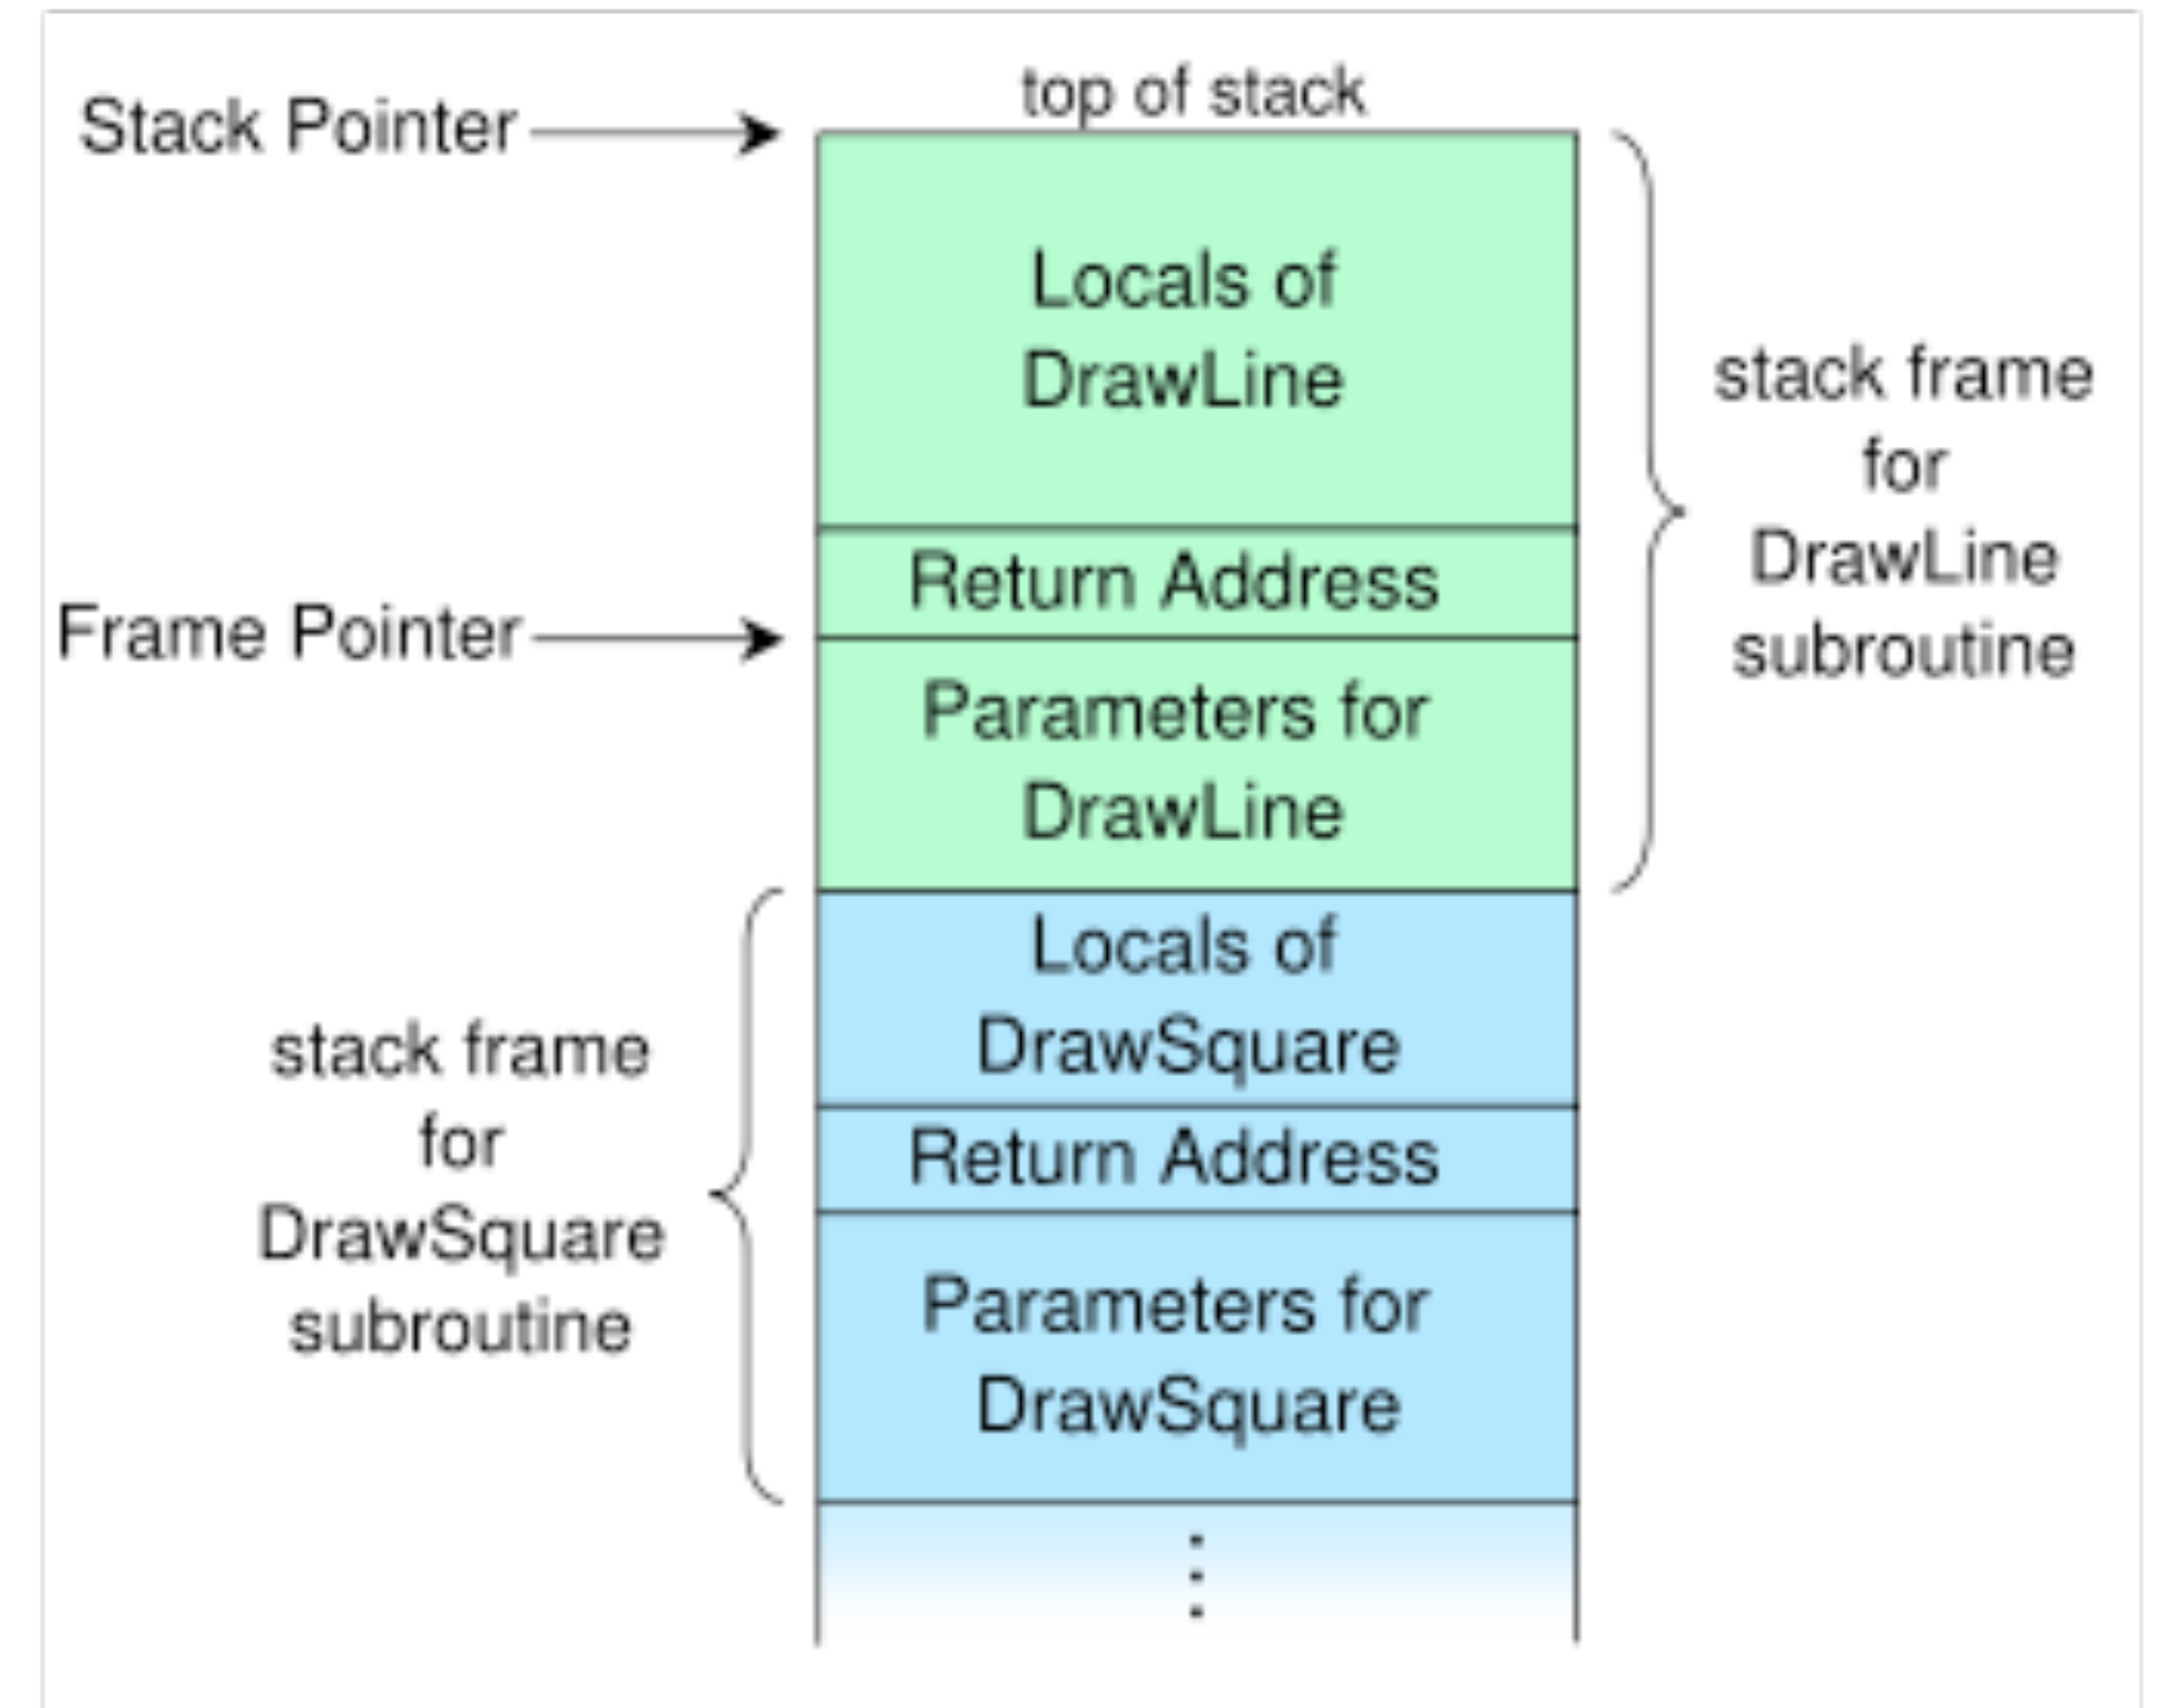 top of stack
Stack Pointer
Locals of
DrawLine
Return Address
Frame Pointer
Parameters for
DrawLine
stack frame
for
DrawLine
subroutine
Locals of
DrawSquare
Return Address
Parameters for
DrawSquare
stack frame
for
DrawSquare
subroutine